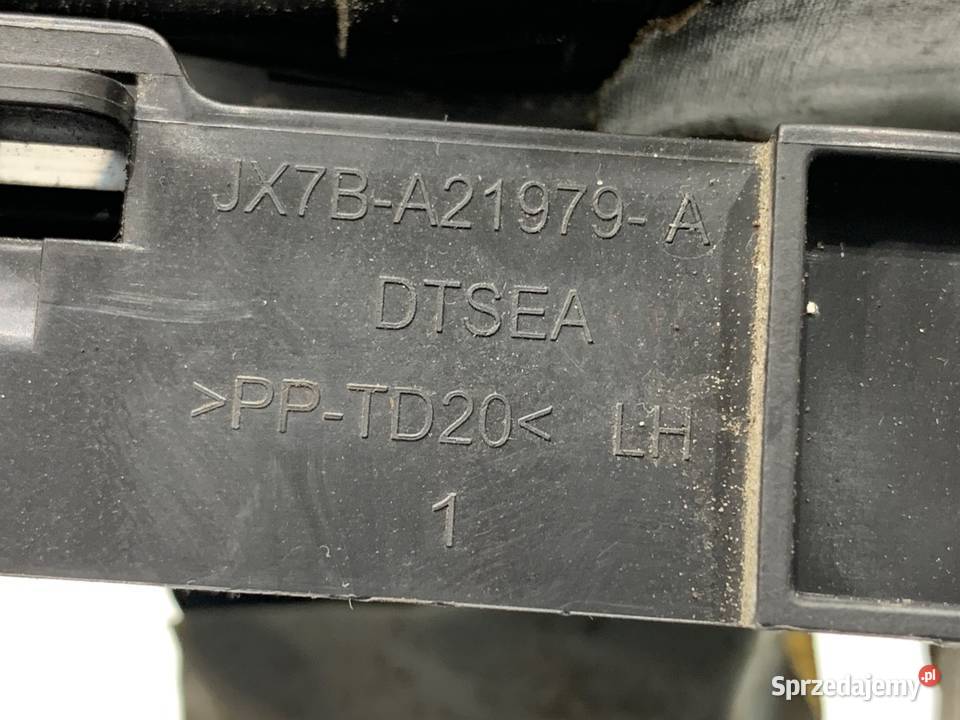 JX7B-A21979-A
DTSEA
>PP-TD20< LH
1
Sprzedajemy.pl